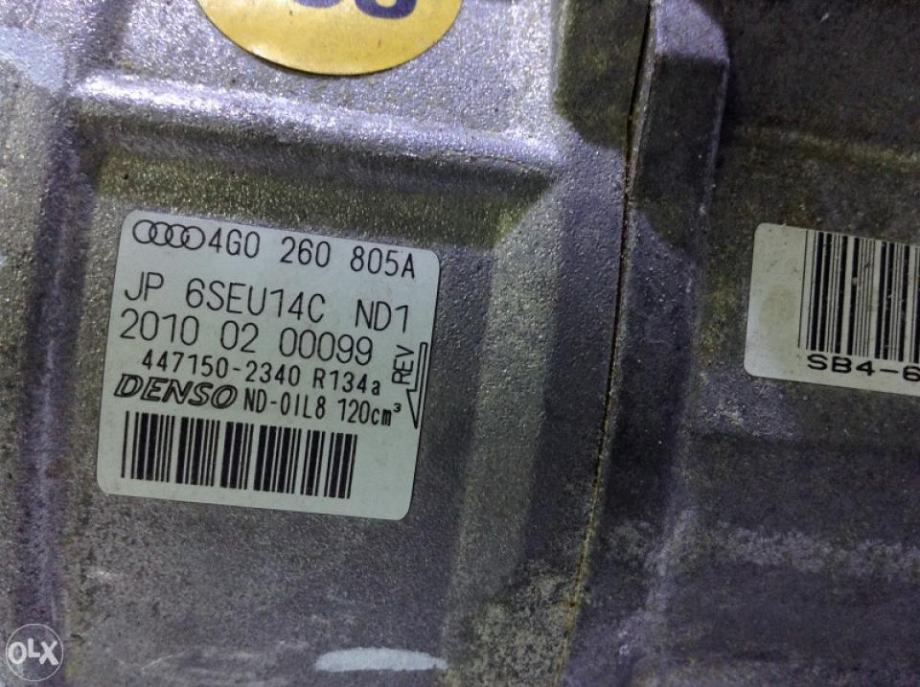 4G0 260 805A
JP 6SEU14C ND1
2010 02 00099
447150-2340 R134a
REV
DENSO ND-OIL8 120cm³
SB4-6
OLX